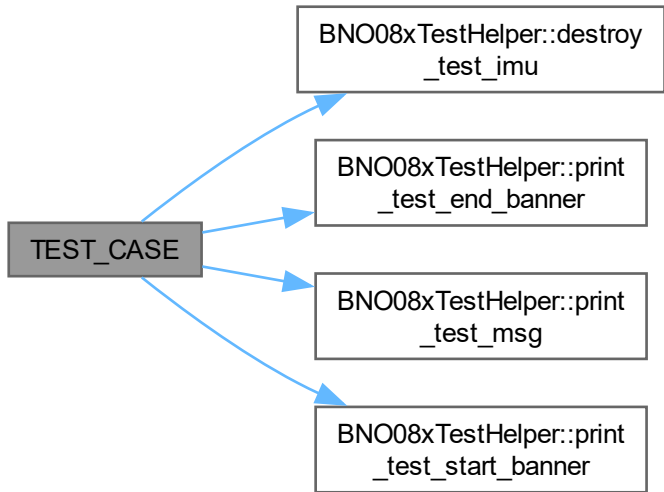 BNO08xTestHelper::destroy
_test_imu
BNO08xTestHelper::print
_test_end_banner
TEST_CASE
BNO08xTestHelper::print
_test_msg
BNO08xTestHelper::print
_test_start_banner